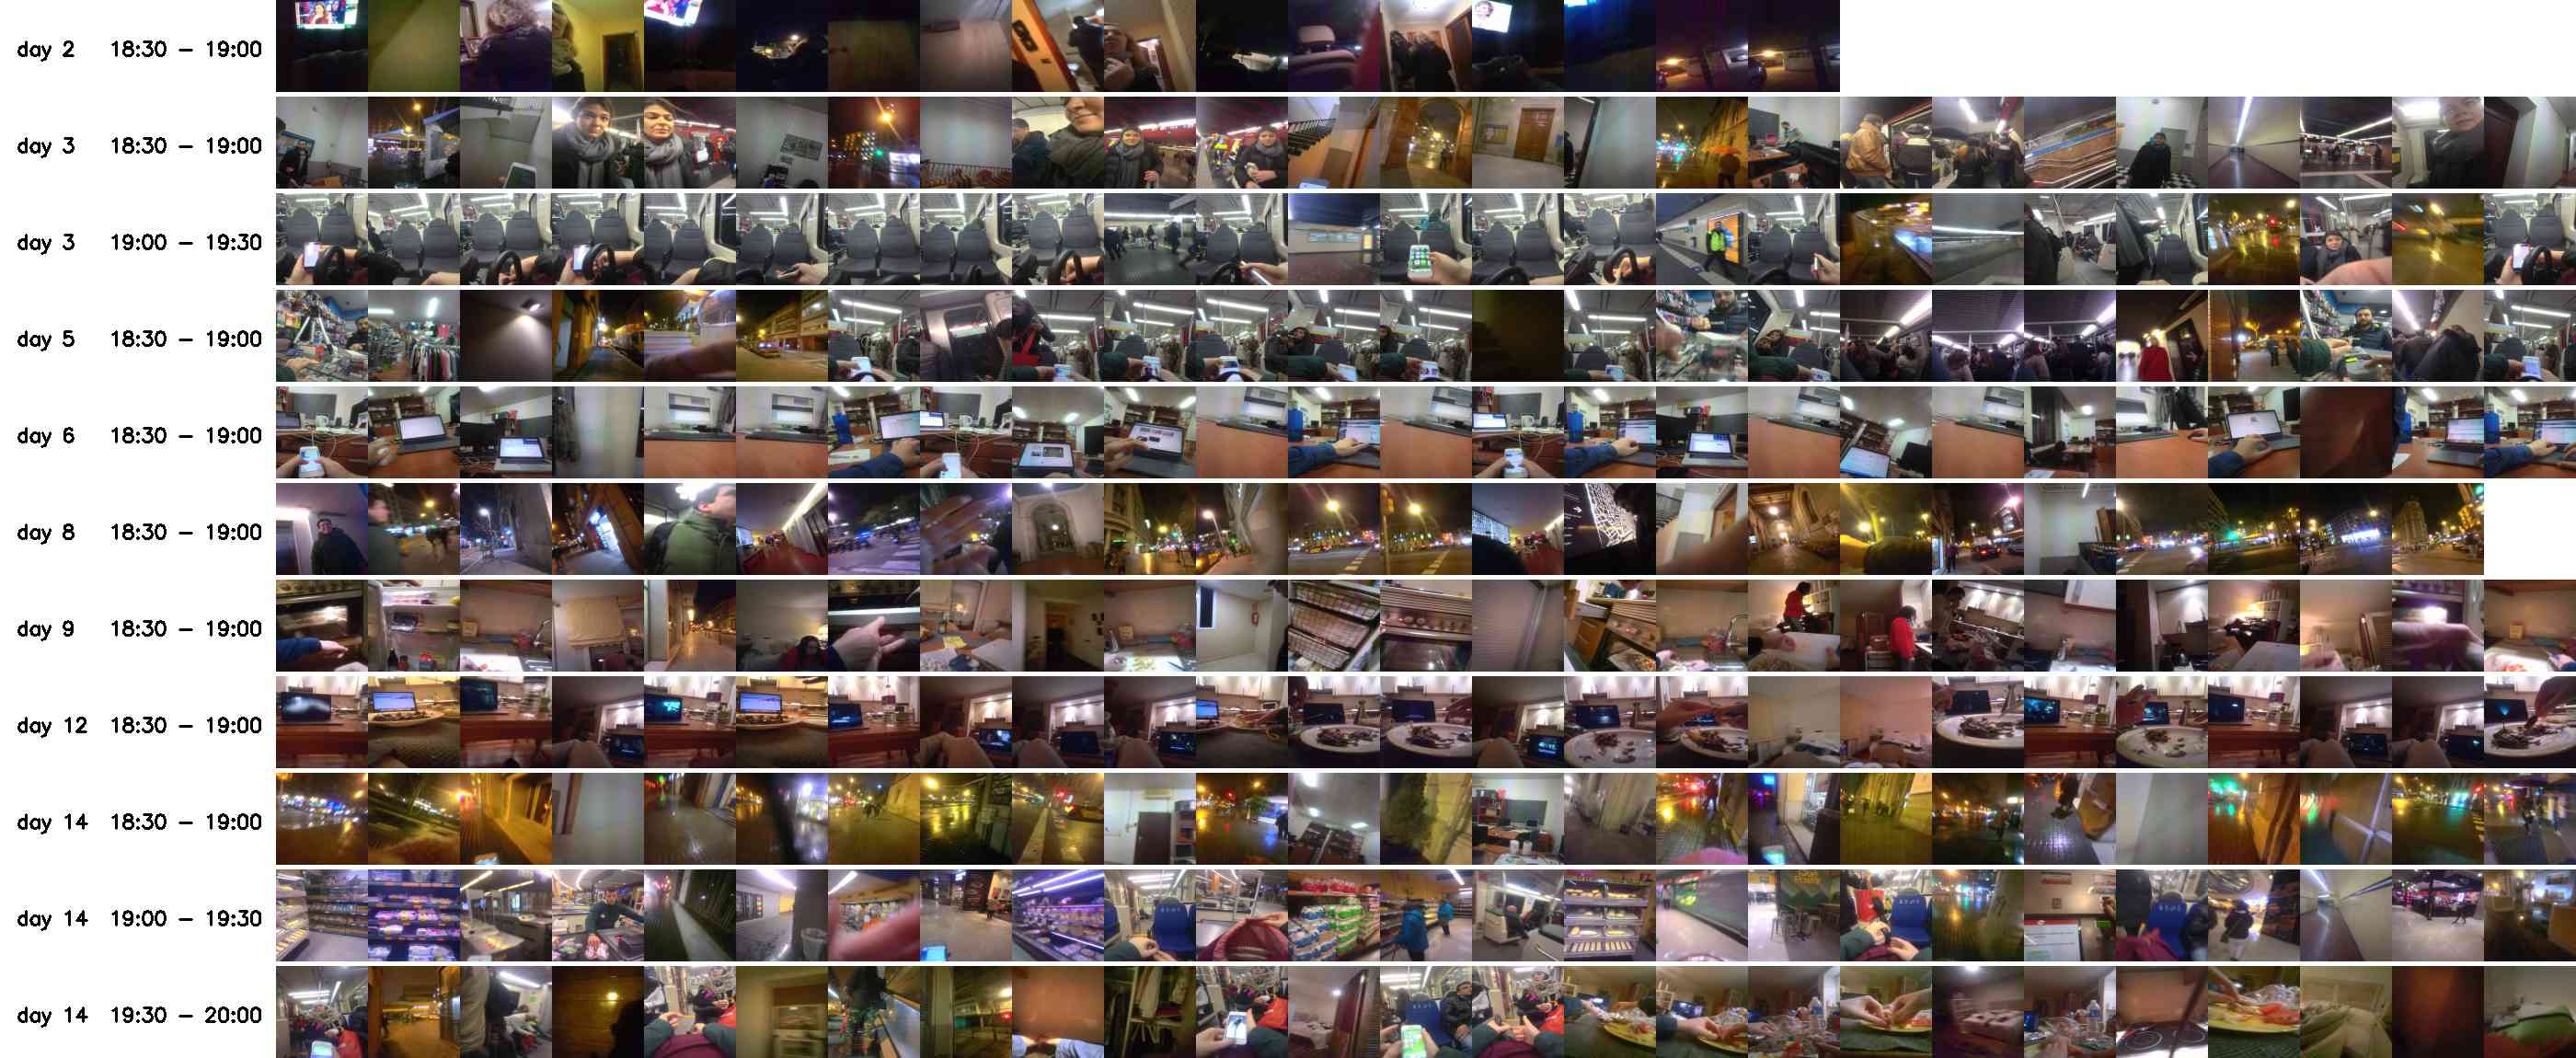 day 2 18:30 – 19:00
day 3 18:30 – 19:00
day 3 19:00 – 19:30
day 5 18:30 – 19:00
day 6 18:30 – 19:00
day 8 18:30 – 19:00
day 9 18:30 – 19:00
day 12 18:30 – 19:00
day 14 18:30 – 19:00
day 14 19:00 – 19:30
day 14 19:30 – 20:00